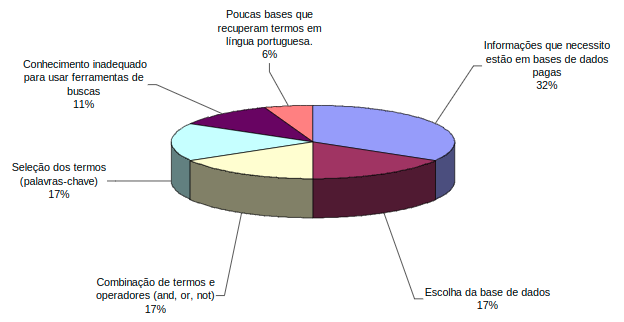 Poucas bases que
recuperam termos em
língua portuguesa.
6%
Informações que necessito
estão em bases de dados
pagas
32%
Conhecimento inadequado
para usar ferramentas de
buscas
11%
Seleção dos termos
(palavras-chave)
17%
Combinação de termos e
operadores (and, or, not)
17%
Escolha da base de dados
17%